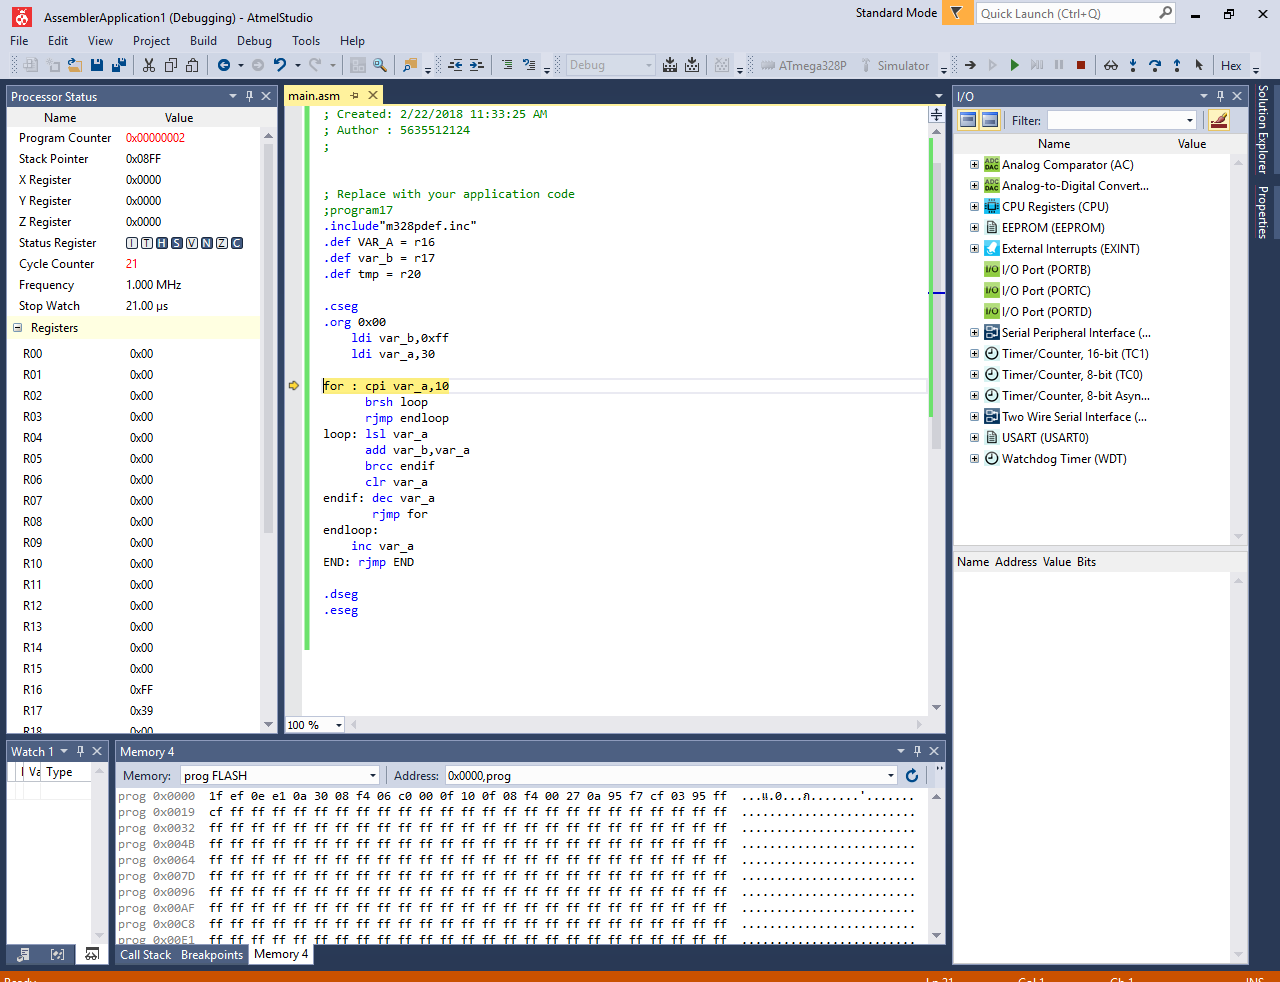 AssemblerApplication1 (Debugging) - AtmelStudio
Standard Mode
Quick Launch (Ctrl+Q)
File Edit View Project Build Debug Tools Help
Debug ATmega328P Simulator Hex
Processor Status
Name Value
Program Counter 0x00000002
Stack Pointer 0x08FF
X Register 0x0000
Y Register 0x0000
Z Register 0x0000
Status Register I T H S V N Z C
Cycle Counter 21
Frequency 1.000 MHz
Stop Watch 21.00 µs
Registers
R00 0x00
R01 0x00
R02 0x00
R03 0x00
R04 0x00
R05 0x00
R06 0x00
R07 0x00
R08 0x00
R09 0x00
R10 0x00
R11 0x00
R12 0x00
R13 0x00
R14 0x00
R15 0x00
R16 0xFF
R17 0x39
R18 0x00
main.asm
; Created: 2/22/2018 11:33:25 AM
; Author : 5635512124
;
; Replace with your application code
;program17
.include"m328pdef.inc"
.def VAR_A = r16
.def var_b = r17
.def tmp = r20
.cseg
.org 0x00
ldi var_b,0xff
ldi var_a,30
for : cpi var_a,10
brsh loop
rjmp endloop
loop: lsl var_a
add var_b,var_a
brcc endif
clr var_a
endif: dec var_a
rjmp for
endloop:
inc var_a
END: rjmp END
.dseg
.eseg
100 %
I/O
Filter:
Name Value
Analog Comparator (AC)
Analog-to-Digital Convert...
CPU Registers (CPU)
EEPROM (EEPROM)
External Interrupts (EXINT)
I/O Port (PORTB)
I/O Port (PORTC)
I/O Port (PORTD)
Serial Peripheral Interface (...
Timer/Counter, 16-bit (TC1)
Timer/Counter, 8-bit (TC0)
Timer/Counter, 8-bit Asyn...
Two Wire Serial Interface (...
USART (USART0)
Watchdog Timer (WDT)
Name Address Value Bits
Solution Explorer
Properties
Watch 1
Va Type
Memory 4
Memory: prog FLASH Address: 0x0000,prog
prog 0x0000 1f ef 0e e1 0a 30 08 f4 06 c0 00 0f 10 0f 08 f4 00 27 0a 95 f7 cf 03 95 ff
prog 0x0019 cf ff ff ff ff ff ff ff ff ff ff ff ff ff ff ff ff ff ff ff ff ff ff ff ff .........................
prog 0x0032 ff ff ff ff ff ff ff ff ff ff ff ff ff ff ff ff ff ff ff ff ff ff ff ff ff .........................
prog 0x004B ff ff ff ff ff ff ff ff ff ff ff ff ff ff ff ff ff ff ff ff ff ff ff ff ff .........................
prog 0x0064 ff ff ff ff ff ff ff ff ff ff ff ff ff ff ff ff ff ff ff ff ff ff ff ff ff .........................
prog 0x007D ff ff ff ff ff ff ff ff ff ff ff ff ff ff ff ff ff ff ff ff ff ff ff ff ff .........................
prog 0x0096 ff ff ff ff ff ff ff ff ff ff ff ff ff ff ff ff ff ff ff ff ff ff ff ff ff .........................
prog 0x00AF ff ff ff ff ff ff ff ff ff ff ff ff ff ff ff ff ff ff ff ff ff ff ff ff ff .........................
prog 0x00C8 ff ff ff ff ff ff ff ff ff ff ff ff ff ff ff ff ff ff ff ff ff ff ff ff ff .........................
prog 0x00E1 ff ff ff ff ff ff ff ff ff ff ff ff ff ff ff ff ff ff ff ff ff ff ff ff ff .........................
Call Stack Breakpoints Memory 4